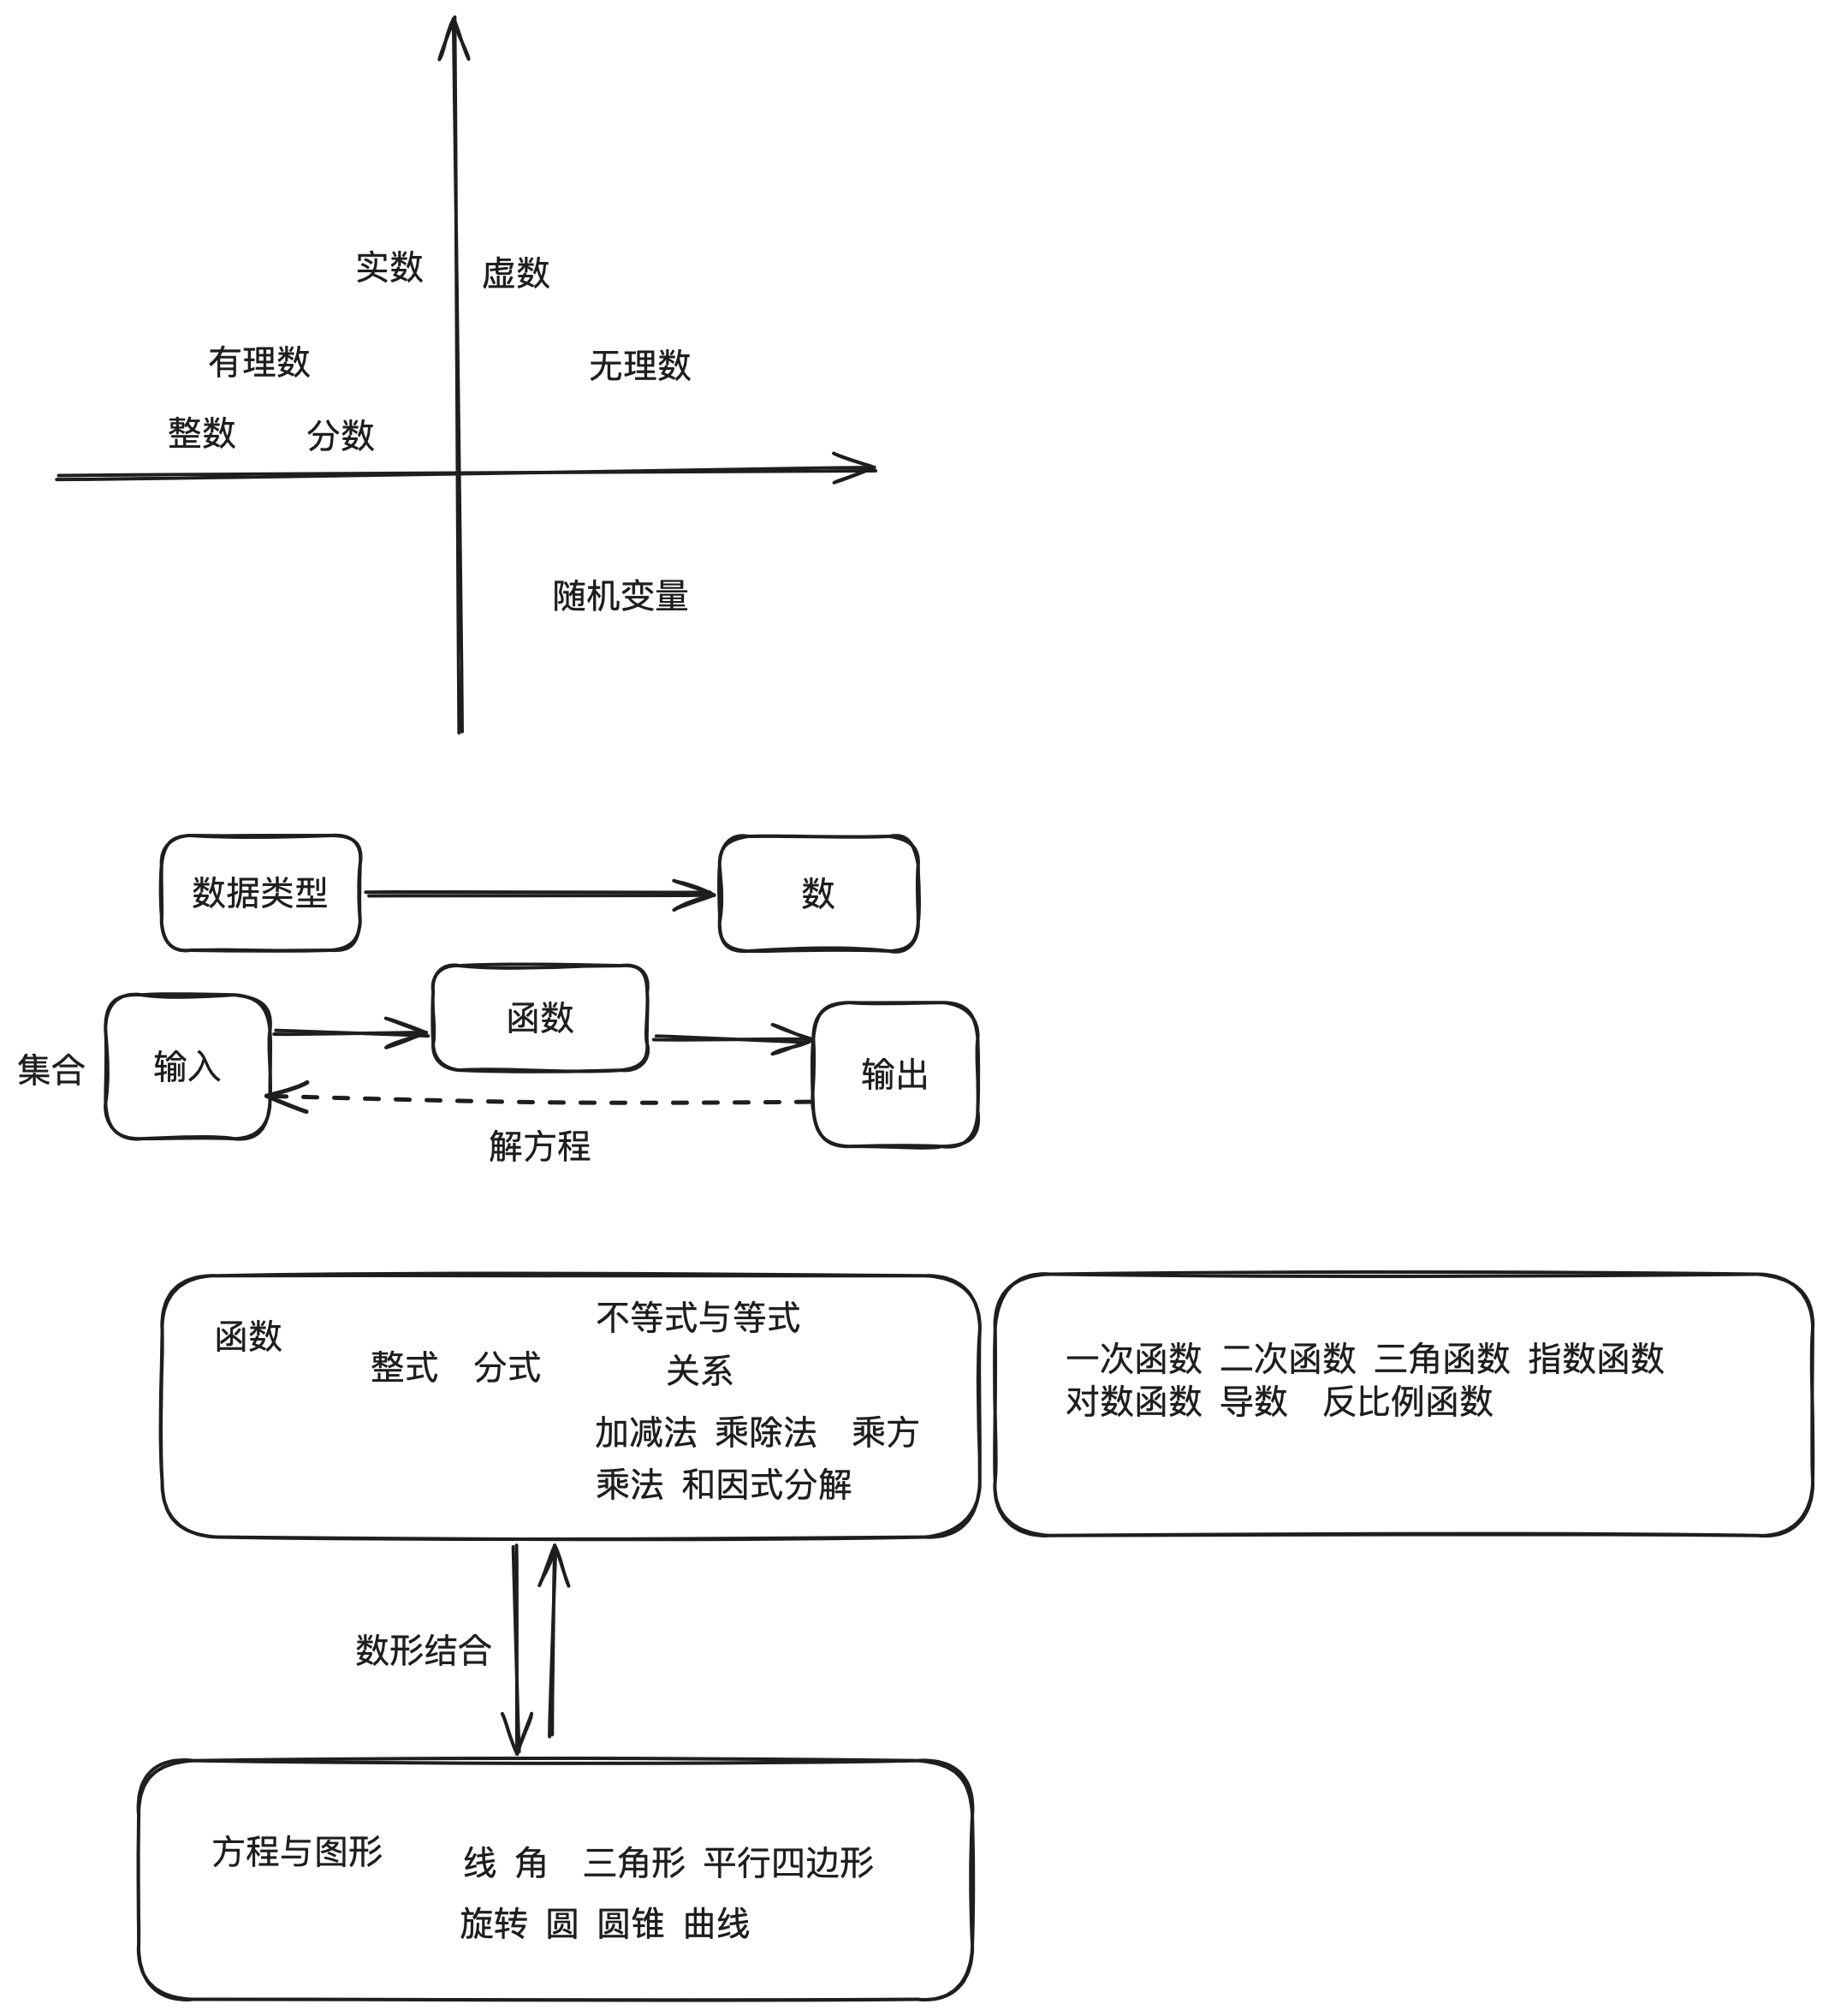 实数 虚数
有理数 无理数
整数 分数
随机变量
数据类型 数
函数
集合 输入 输出
解方程
函数
整式 分式
不等式与等式
关系
加减法 乘除法 乘方
乘法 和因式分解
一次函数 二次函数 三角函数 指数函数
对数函数 导数 反比例函数
数形结合
方程与图形
线 角 三角形 平行四边形
旋转 圆 圆锥 曲线